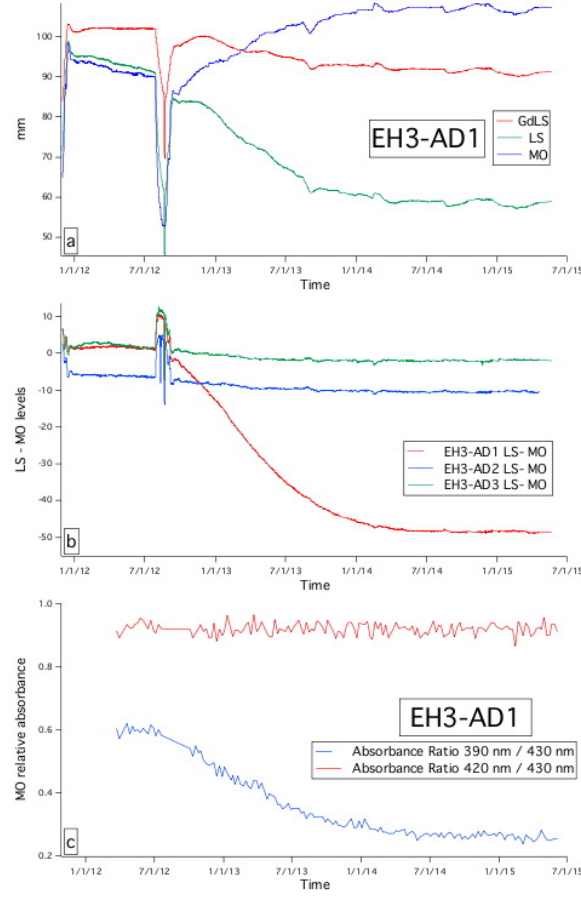 100
90
80
70
60
50
mm
EH3-AD1
GdLS
LS
MO
a
1/1/12
7/1/12
1/1/13
7/1/13
1/1/14
7/1/14
1/1/15
7/1/15
Time
10
0
-10
-20
-30
-40
-50
LS - MO levels
EH3-AD1 LS-MO
EH3-AD2 LS-MO
EH3-AD3 LS-MO
b
1/1/12
7/1/12
1/1/13
7/1/13
1/1/14
7/1/14
1/1/15
7/1/15
Time
1.0
0.8
0.6
0.4
0.2
MO relative absorbance
EH3-AD1
Absorbance Ratio 390 nm / 430 nm
Absorbance Ratio 420 nm / 430 nm
c
1/1/12
7/1/12
1/1/13
7/1/13
1/1/14
7/1/14
1/1/15
7/1/15
Time